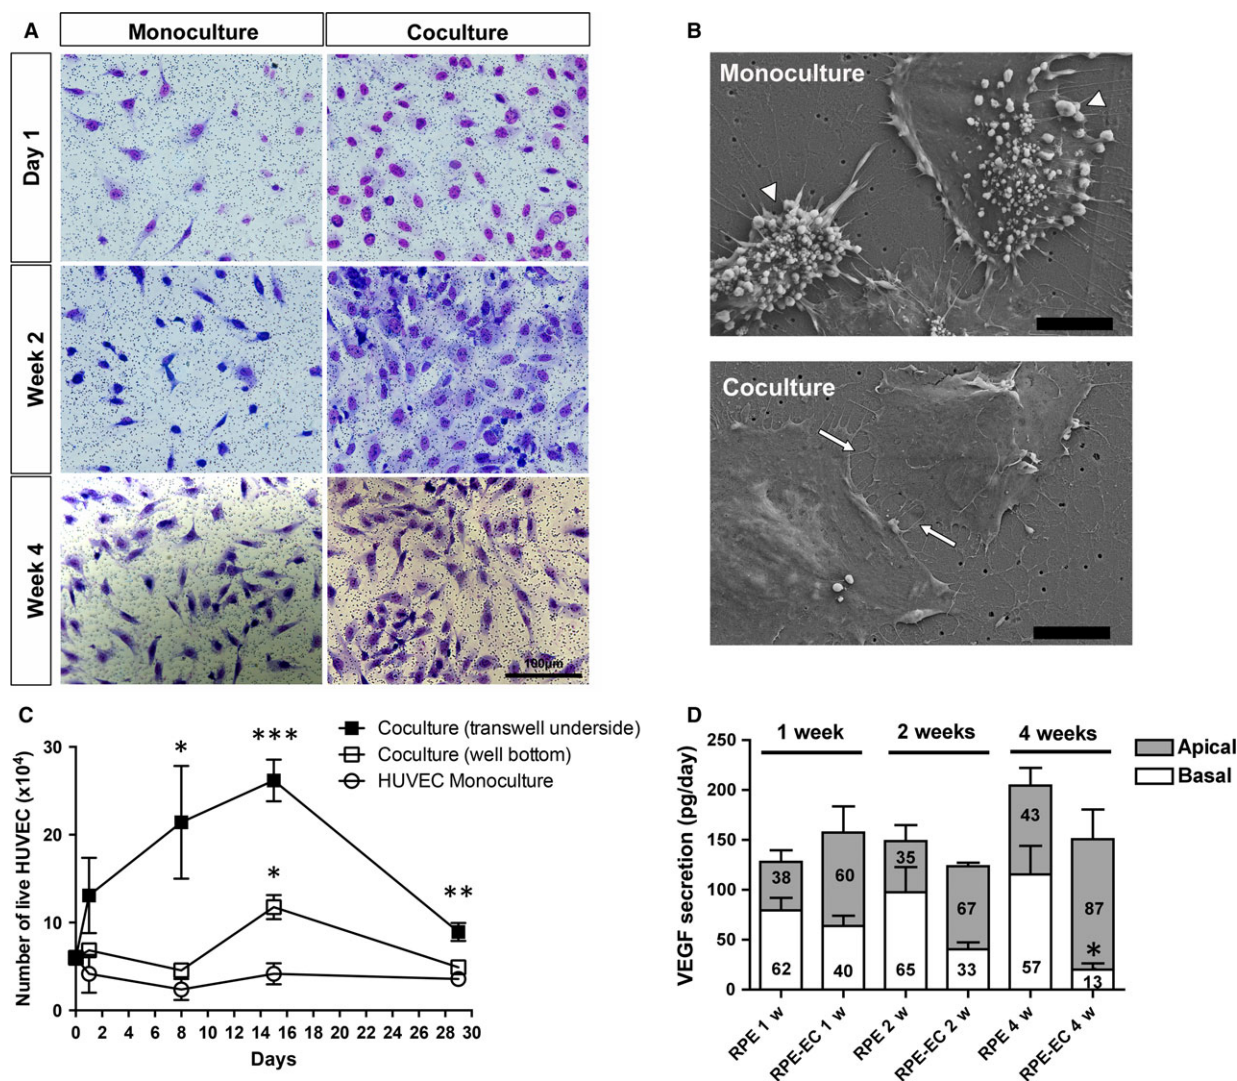 A
Monoculture
Coculture
Day 1
Week 2
Week 4
100µm
B
Monoculture
Coculture
C
Coculture (transwell underside)
Coculture (well bottom)
HUVEC Monoculture
Number of live HUVEC (x10⁴)
30
20
10
0
*
***
*
**
0 2 4 6 8 10 12 14 16 18 20 22 24 26 28 30
Days
D
1 week 2 weeks 4 weeks
Apical
Basal
VEGF secretion (pg/day)
250
200
150
100
50
0
38 60 35 67 43 87
*
62 40 65 33 57 13
RPE 1 w
RPE-EC 1 w
RPE 2 w
RPE-EC 2 w
RPE 4 w
RPE-EC 4 w